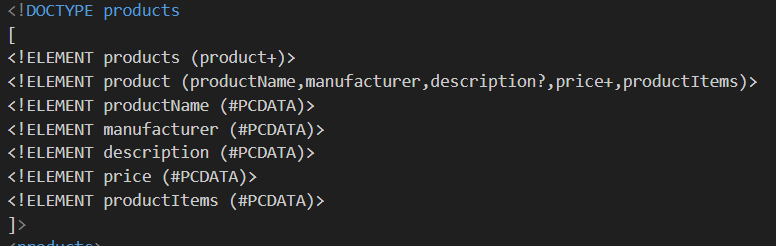 <!DOCTYPE products
[
<!ELEMENT products (product+)>
<!ELEMENT product (productName,manufacturer,description?,price+,productItems)>
<!ELEMENT productName (#PCDATA)>
<!ELEMENT manufacturer (#PCDATA)>
<!ELEMENT description (#PCDATA)>
<!ELEMENT price (#PCDATA)>
<!ELEMENT productItems (#PCDATA)>
]>
<products>